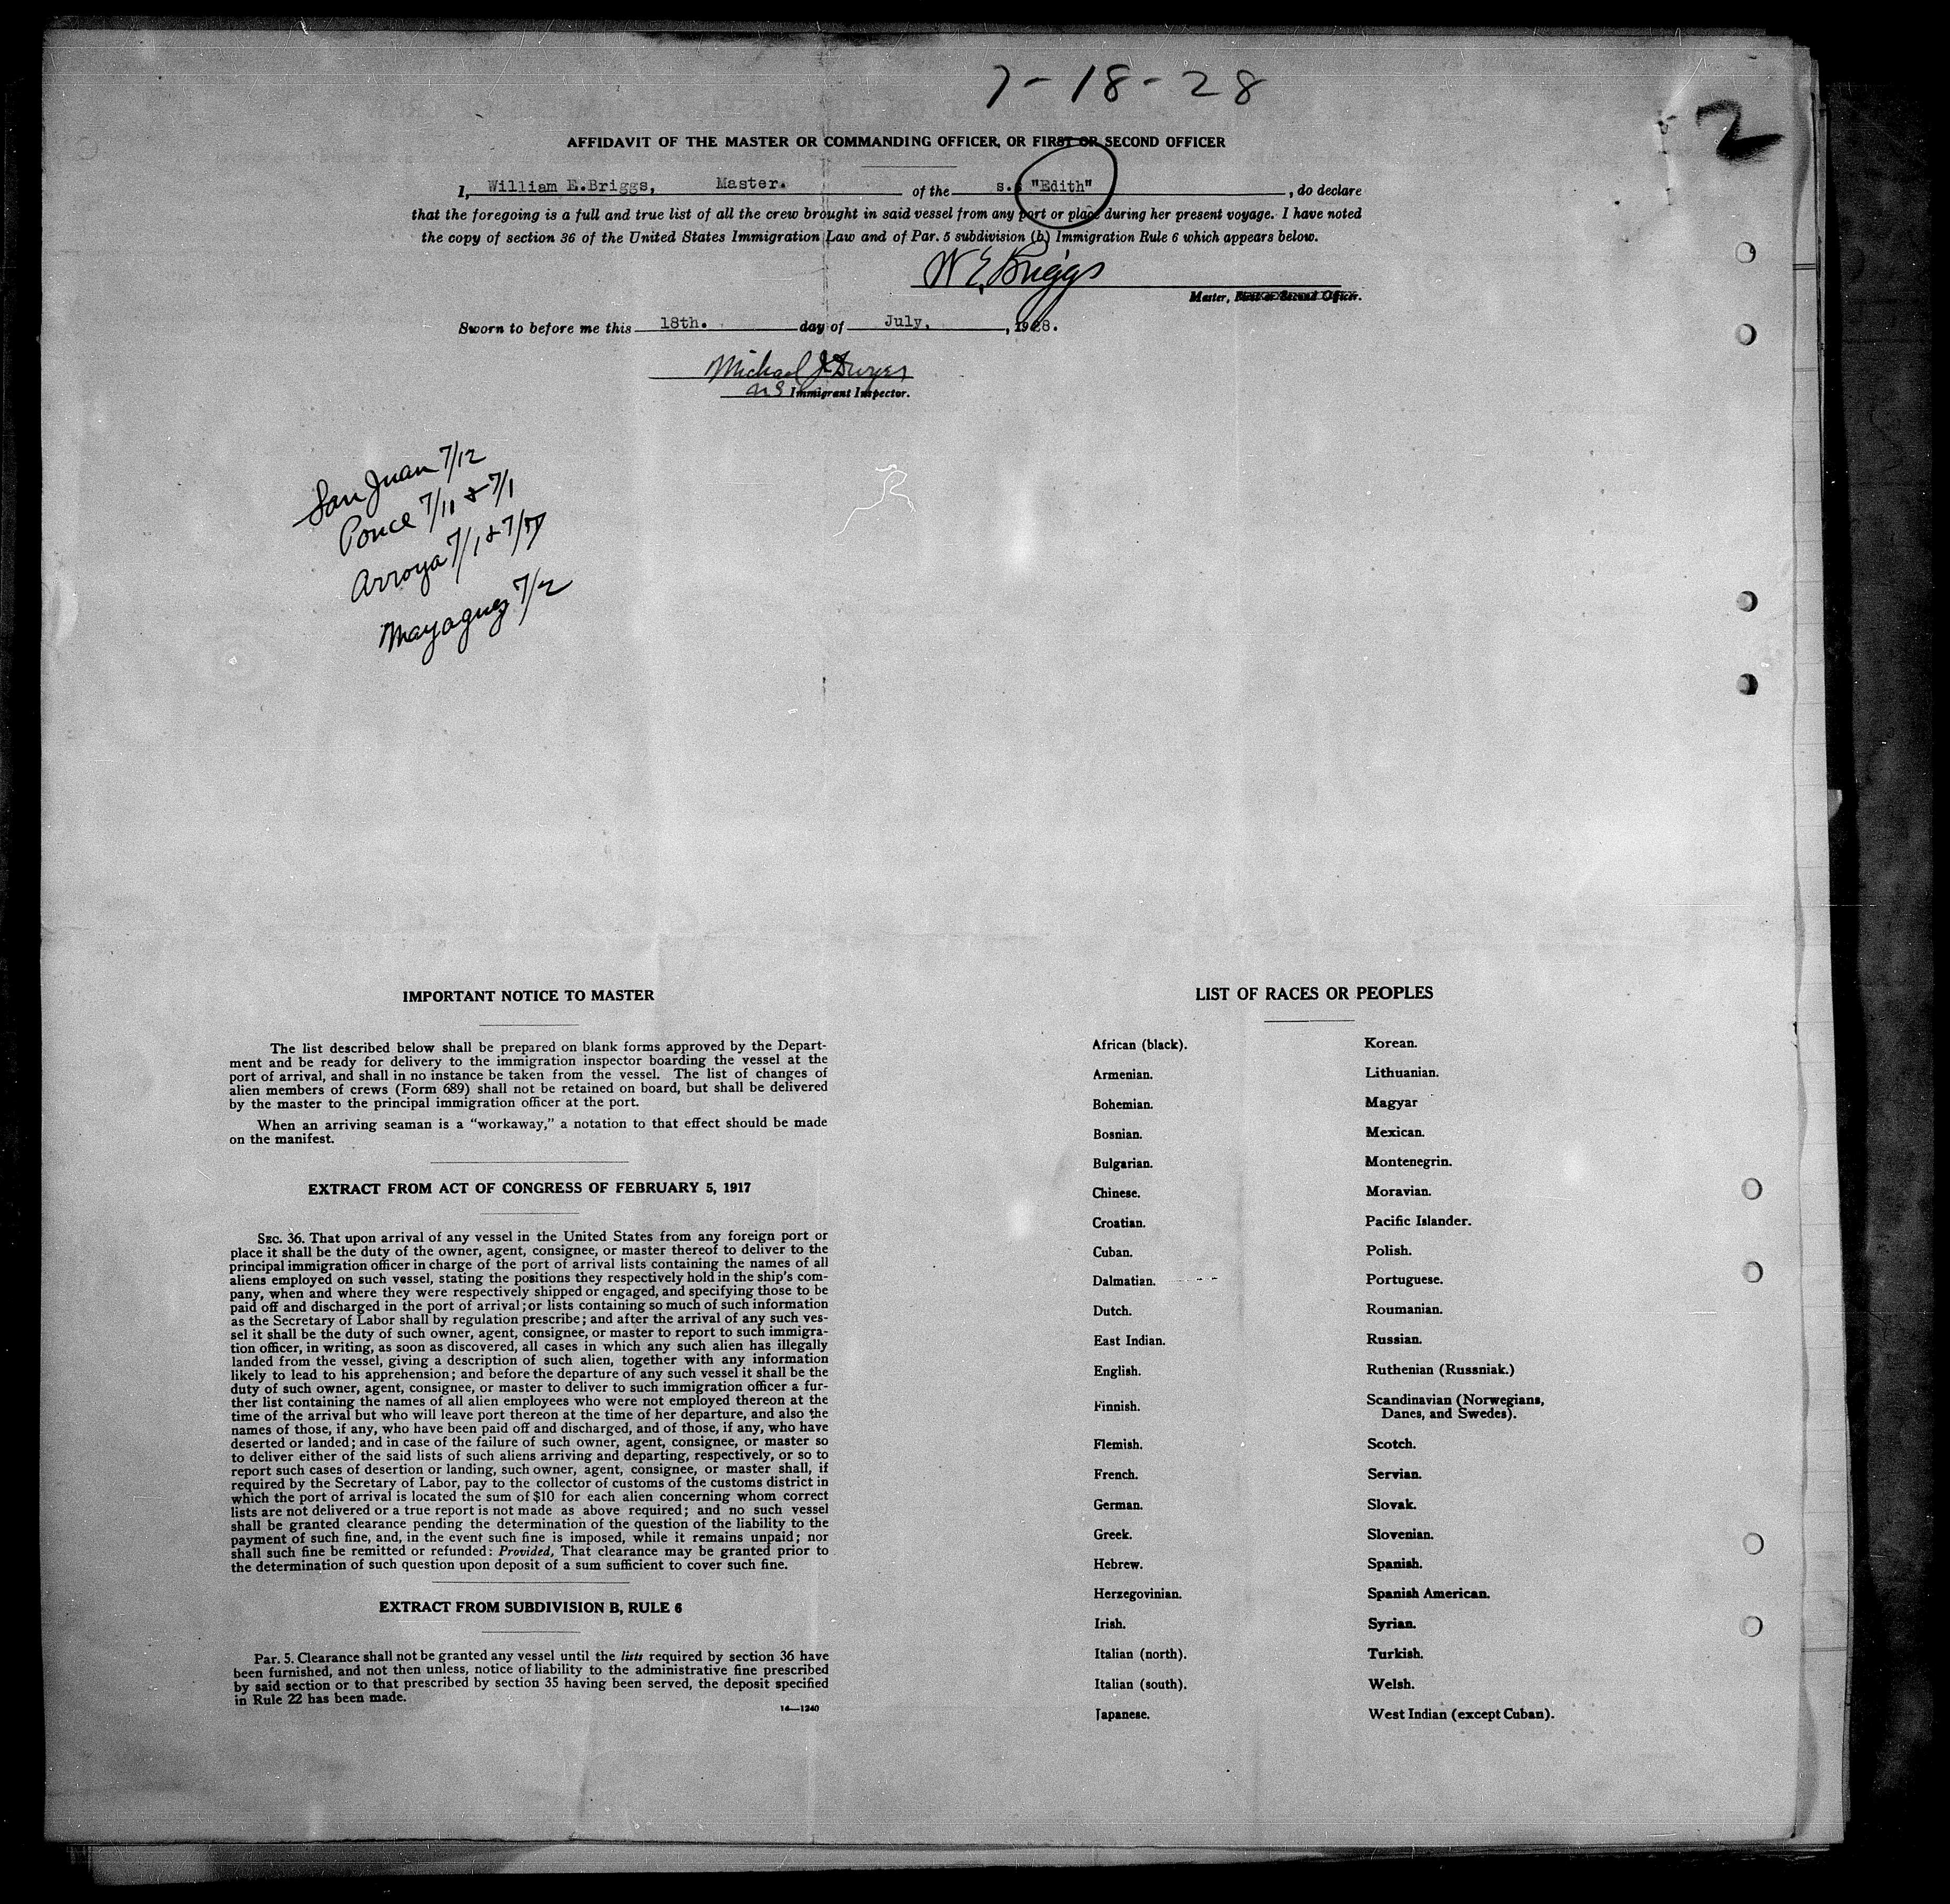 7-18-28
2
AFFIDAVIT OF THE MASTER OR COMMANDING OFFICER, OR FIRST OR SECOND OFFICER
I, William E.Briggs, Master. of the s.s "Edith", do declare
that the foregoing is a full and true list of all the crew brought in said vessel from any port or place during her present voyage. I have noted
the copy of section 36 of the United States Immigration Law and of Par. 5 subdivision (b) Immigration Rule 6 which appears below.
W E Briggs
Master, First or Second Officer.
Sworn to before me this 18th. day of July, , 1928.
Michael J Dwyer
US Immigrant Inspector.
San Juan 7/12
Ponce 7/11 & 7/1
Arroya 7/1 &
Mayaguez 7/2
IMPORTANT NOTICE TO MASTER
The list described below shall be prepared on blank forms approved by the Depart-
ment and be ready for delivery to the immigration inspector boarding the vessel at the
port of arrival, and shall in no instance be taken from the vessel. The list of changes of
alien members of crews (Form 689) shall not be retained on board, but shall be delivered
by the master to the principal immigration officer at the port.
When an arriving seaman is a "workaway," a notation to that effect should be made
on the manifest.
EXTRACT FROM ACT OF CONGRESS OF FEBRUARY 5, 1917
SEC. 36. That upon arrival of any vessel in the United States from any foreign port or
place it shall be the duty of the owner, agent, consignee, or master thereof to deliver to the
principal immigration officer in charge of the port of arrival lists containing the names of all
aliens employed on such vessel, stating the positions they respectively hold in the ship's com-
pany, when and where they were respectively shipped or engaged, and specifying those to be
paid off and discharged in the port of arrival; or lists containing so much of such information
as the Secretary of Labor shall by regulation prescribe; and after the arrival of any such ves-
sel it shall be the duty of such owner, agent, consignee, or master to report to such immigra-
tion officer, in writing, as soon as discovered, all cases in which any such alien has illegally
landed from the vessel, giving a description of such alien, together with any information
likely to lead to his apprehension; and before the departure of any such vessel it shall be the
duty of such owner, agent, consignee, or master to deliver to such immigration officer a fur-
ther list containing the names of all alien employees who were not employed thereon at the
time of the arrival but who will leave port thereon at the time of her departure, and also the
names of those, if any, who have been paid off and discharged, and of those, if any, who have
deserted or landed; and in case of the failure of such owner, agent, consignee, or master so
to deliver either of the said lists of such aliens arriving and departing, respectively, or so to
report such cases of desertion or landing, such owner, agent, consignee, or master shall, if
required by the Secretary of Labor, pay to the collector of customs of the customs district in
which the port of arrival is located the sum of $10 for each alien concerning whom correct
lists are not delivered or a true report is not made as above required; and no such vessel
shall be granted clearance pending the determination of the question of the liability to the
payment of such fine, and, in the event such fine is imposed, while it remains unpaid; nor
shall such fine be remitted or refunded: Provided, That clearance may be granted prior to
the determination of such question upon deposit of a sum sufficient to cover such fine.
EXTRACT FROM SUBDIVISION B, RULE 6
Par. 5. Clearance shall not be granted any vessel until the lists required by section 36 have
been furnished, and not then unless, notice of liability to the administrative fine prescribed
by said section or to that prescribed by section 35 having been served, the deposit specified
in Rule 22 has been made.
14—1240
LIST OF RACES OR PEOPLES
African (black).
Armenian.
Bohemian.
Bosnian.
Bulgarian.
Chinese.
Croatian.
Cuban.
Dalmatian.
Dutch.
East Indian.
English.
Finnish.
Flemish.
French.
German.
Greek.
Hebrew.
Herzegovinian.
Irish.
Italian (north).
Italian (south).
Japanese.
Korean.
Lithuanian.
Magyar
Mexican.
Montenegrin.
Moravian.
Pacific Islander.
Polish.
Portuguese.
Roumanian.
Russian.
Ruthenian (Russniak.)
Scandinavian (Norwegians,
Danes, and Swedes).
Scotch.
Servian.
Slovak.
Slovenian.
Spanish.
Spanish American.
Syrian.
Turkish.
Welsh.
West Indian (except Cuban).